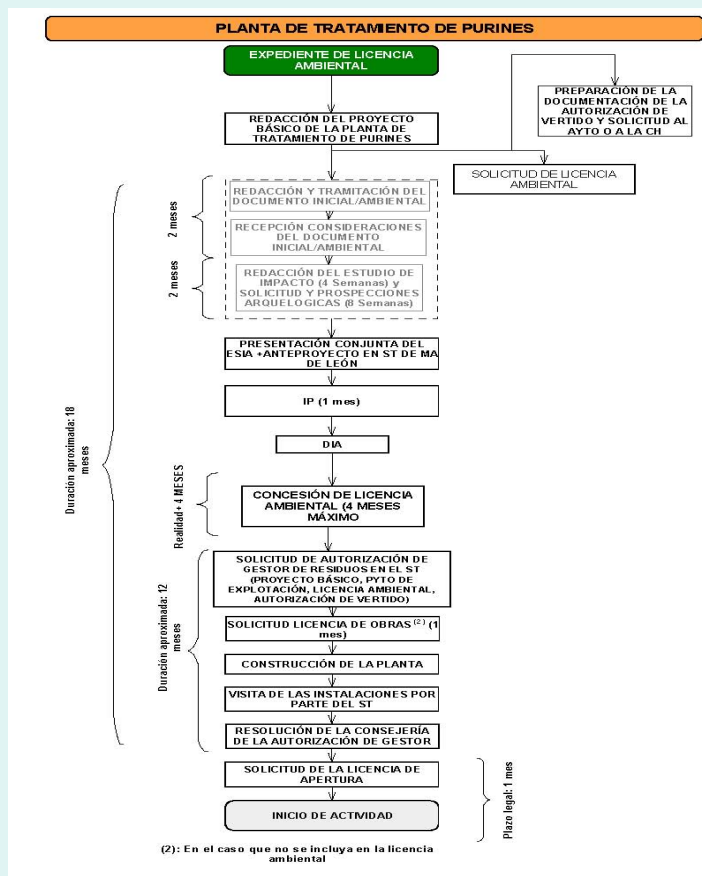 PLANTA DE TRATAMIENTO DE PURINES
EXPEDIENTE DE LICENCIA
AMBIENTAL
PREPARACIÓN DE LA
DOCUMENTACIÓN DE LA
AUTORIZACIÓN DE
VERTIDO Y SOLICITUD AL
AYTO O A LA CH
REDACCIÓN DEL PROYECTO
BÁSICO DE LA PLANTA DE
TRATAMIENTO DE PURINES
SOLICITUD DE LICENCIA
AMBIENTAL
2 meses
REDACCIÓN Y TRAMITACIÓN DEL
DOCUMENTO INICIAL/AMBIENTAL
RECEPCIÓN CONSIDERACIONES
DEL DOCUMENTO
INICIAL/AMBIENTAL
2 meses
REDACCIÓN DEL ESTUDIO DE
IMPACTO (4 Semanas) y
SOLICITUD Y PROSPECCIONES
ARQUELOGICAS (8 Semanas)
PRESENTACIÓN CONJUNTA DEL
ESIA +ANTEPROYECTO EN ST DE MA
DE LEÓN
IP (1 mes)
DIA
Duración aproximada: 18
meses
Realidad+ 4 MESES
CONCESIÓN DE LICENCIA
AMBIENTAL (4 MESES
MÁXIMO
Duración aproximada: 12
meses
SOLICITUD DE AUTORIZACIÓN DE
GESTOR DE RESIDUOS EN EL ST
(PROYECTO BÁSICO, PYTO DE
EXPLOTACIÓN, LICENCIA AMBIENTAL,
AUTORIZACIÓN DE VERTIDO)
SOLICITUD LICENCIA DE OBRAS (2) (1
mes)
CONSTRUCCIÓN DE LA PLANTA
VISITA DE LAS INSTALACIONES POR
PARTE DEL ST
RESOLUCIÓN DE LA CONSEJERÍA
DE LA AUTORIZACIÓN DE GESTOR
SOLICITUD DE LA LICENCIA DE
APERTURA
Plazo legal: 1 mes
INICIO DE ACTIVIDAD
(2): En el caso que no se incluya en la licencia
ambiental